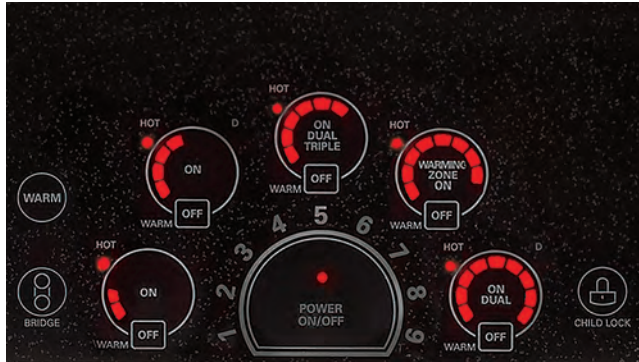 HOT
ON
DUAL
TRIPLE
WARM
OFF
HOT
D
ON
WARM
OFF
HOT
WARMING
ZONE
ON
WARM
OFF
WARM
HOT
ON
WARM
OFF
1 2 3 4 5 6 7 8 9
POWER
ON/OFF
HOT
D
ON
DUAL
WARM
OFF
BRIDGE
CHILD LOCK